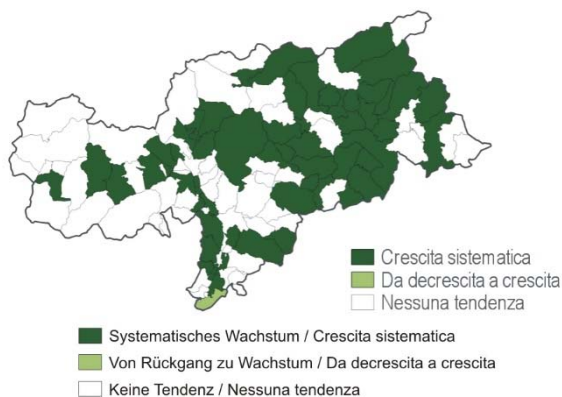 Crescita sistematica
Da decrescita a crescita
Nessuna tendenza
Systematisches Wachstum / Crescita sistematica
Von Rückgang zu Wachstum / Da decrescita a crescita
Keine Tendenz / Nessuna tendenza